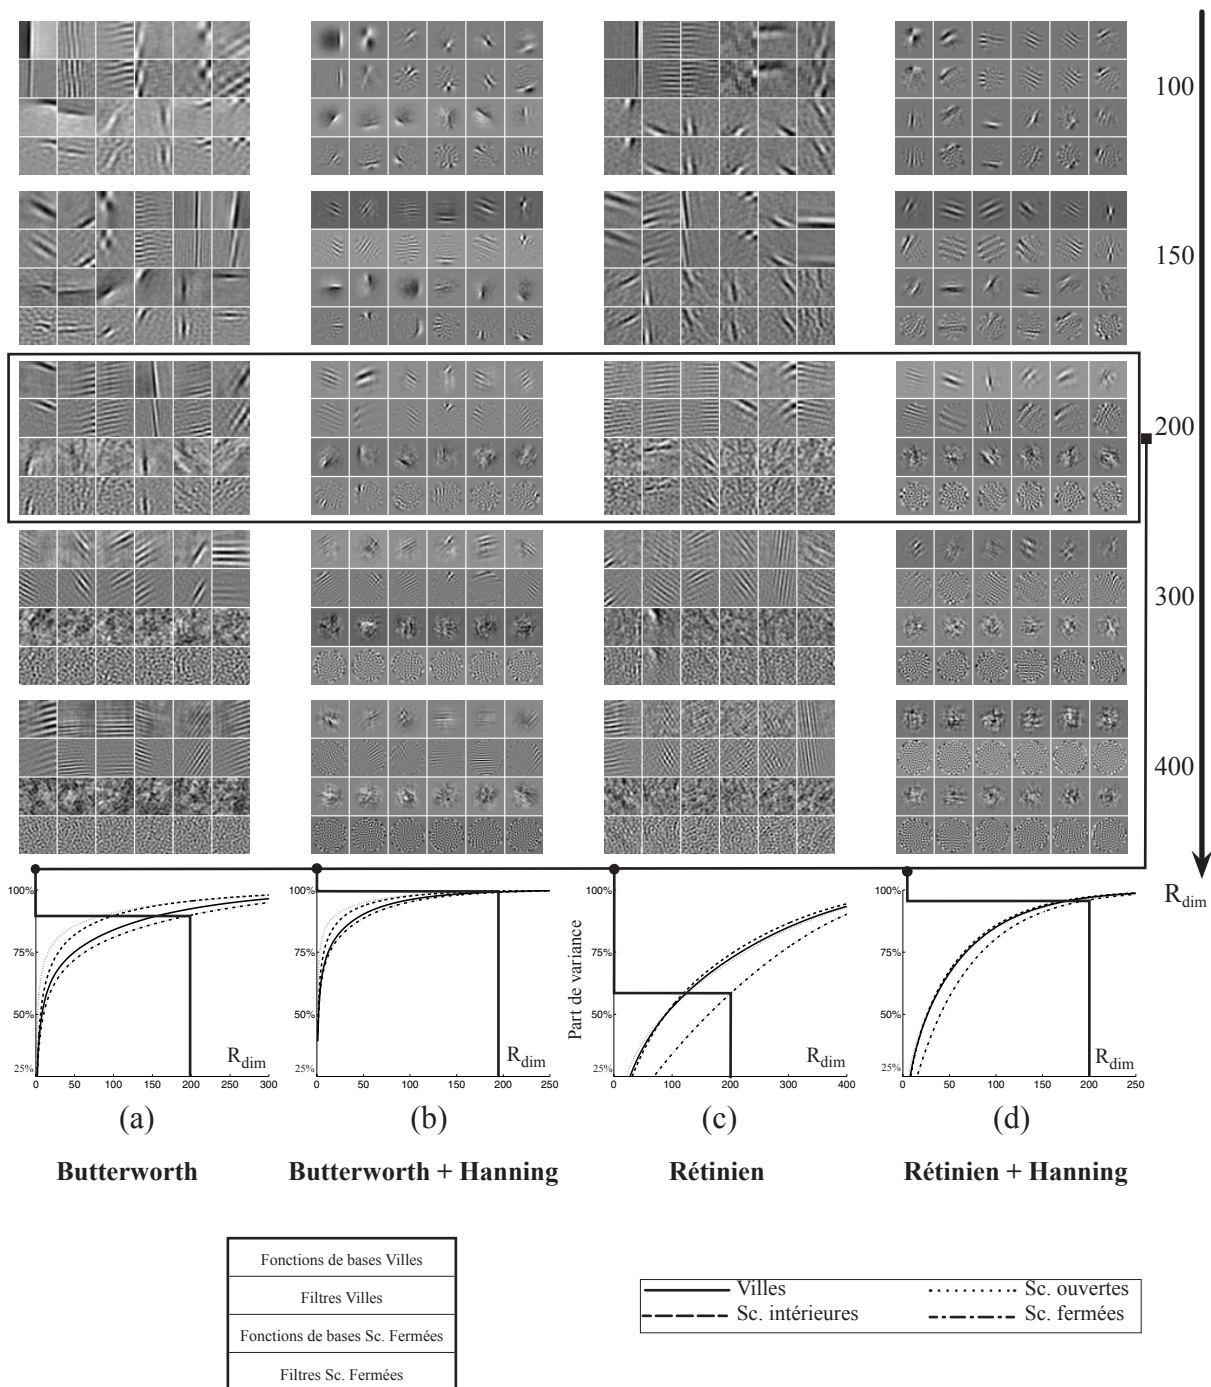 100
150
200
300
400
R_dim
100%
75%
50%
25%
R_dim
0 50 100 150 200 250 300
(a)
Butterworth
100%
75%
50%
25%
R_dim
0 50 100 150 200 250
(b)
Butterworth + Hanning
Part de variance
100%
75%
50%
25%
R_dim
0 100 200 300 400
(c)
Rétinien
100%
75%
50%
25%
R_dim
0 50 100 150 200 250
(d)
Rétinien + Hanning
Fonctions de bases Villes
Filtres Villes
Fonctions de bases Sc. Fermées
Filtres Sc. Fermées
Villes
Sc. ouvertes
Sc. intérieures
Sc. fermées